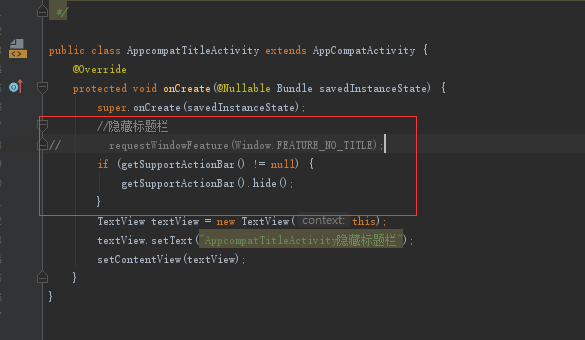 */
public class AppcompatTitleActivity extends AppCompatActivity {
@Override
protected void onCreate(@Nullable Bundle savedInstanceState) {
super.onCreate(savedInstanceState);
//隐藏标题栏
// requestWindowFeature(Window.FEATURE_NO_TITLE);
if (getSupportActionBar() != null) {
getSupportActionBar().hide();
}
TextView textView = new TextView( context: this);
textView.setText("AppcompatTitleActivity隐藏标题栏");
setContentView(textView);
}
}